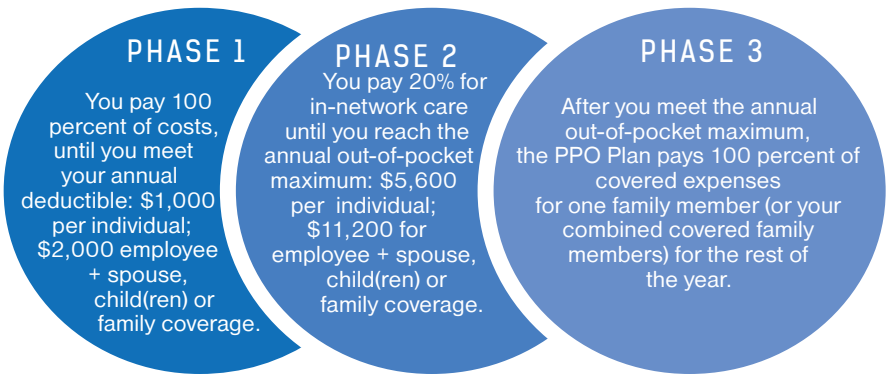 PHASE 1
You pay 100
percent of costs,
until you meet
your annual
deductible: $1,000
per individual;
$2,000 employee
+ spouse,
child(ren) or
family coverage.
PHASE 2
You pay 20% for
in-network care
until you reach the
annual out-of-pocket
maximum: $5,600
per individual;
$11,200 for
employee + spouse,
child(ren) or
family coverage.
PHASE 3
After you meet the annual
out-of-pocket maximum,
the PPO Plan pays 100 percent of
covered expenses
for one family member (or your
combined covered family
members) for the rest of
the year.